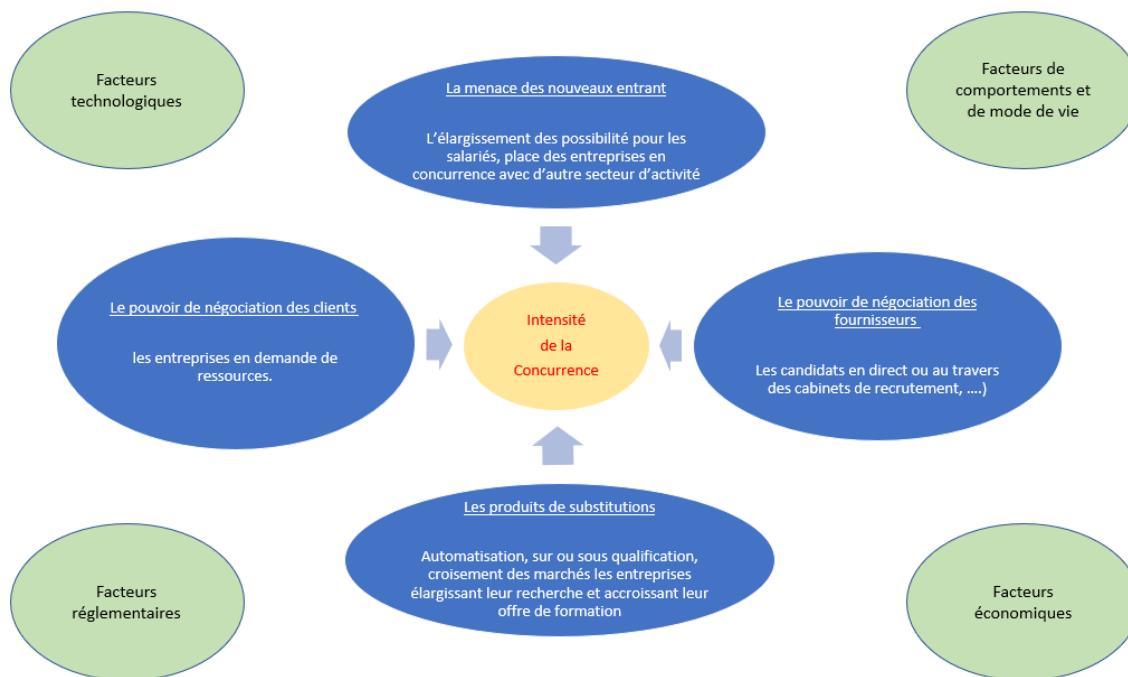 Facteurs
technologiques
La menace des nouveaux entrant
L'élargissement des possibilité pour les
salariés, place des entreprises en
concurrence avec d'autre secteur d'activité
Facteurs de
comportements et
de mode de vie
Le pouvoir de négociation des clients
les entreprises en demande de
ressources.
Intensité
de la
Concurrence
Le pouvoir de négociation des
fournisseurs
Les candidats en direct ou au travers
des cabinets de recrutement, ….)
Facteurs
réglementaires
Les produits de substitutions
Automatisation, sur ou sous qualification,
croisement des marchés les entreprises
élargissant leur recherche et accroissant leur
offre de formation
Facteurs
économiques